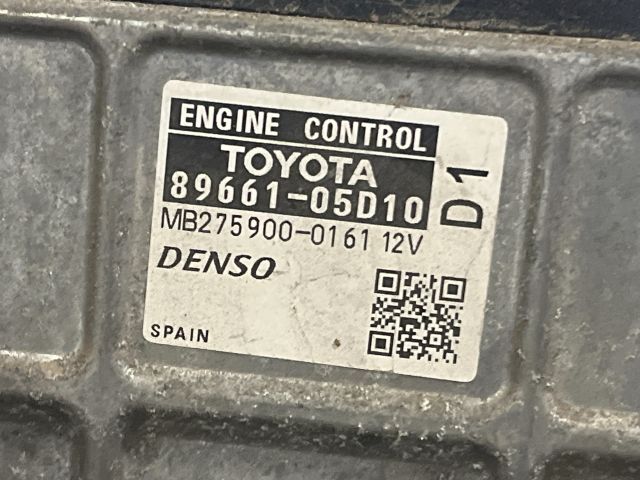 ENGINE CONTROL
TOYOTA
89661-05D10
D1
MB275900-0161 12V
DENSO
SPAIN